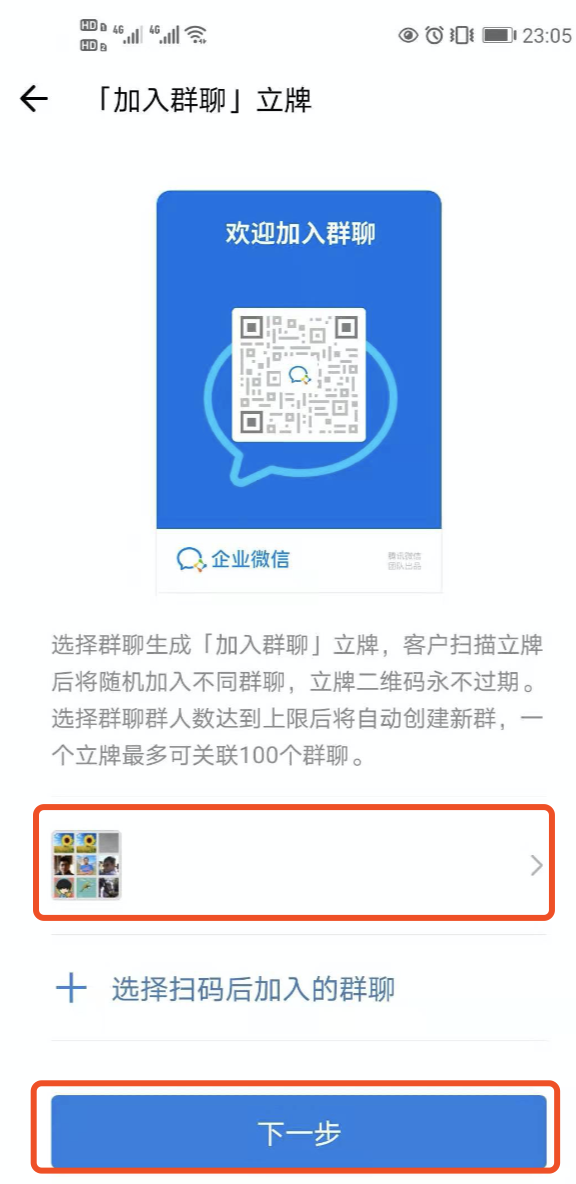 HD 1 4G 4G 23:05
HD 2
「加入群聊」立牌
欢迎加入群聊
企业微信
腾讯微信
团队出品
选择群聊生成「加入群聊」立牌，客户扫描立牌
后将随机加入不同群聊，立牌二维码永不过期。
选择群聊群人数达到上限后将自动创建新群，一
个立牌最多可关联100个群聊。
选择扫码后加入的群聊
下一步